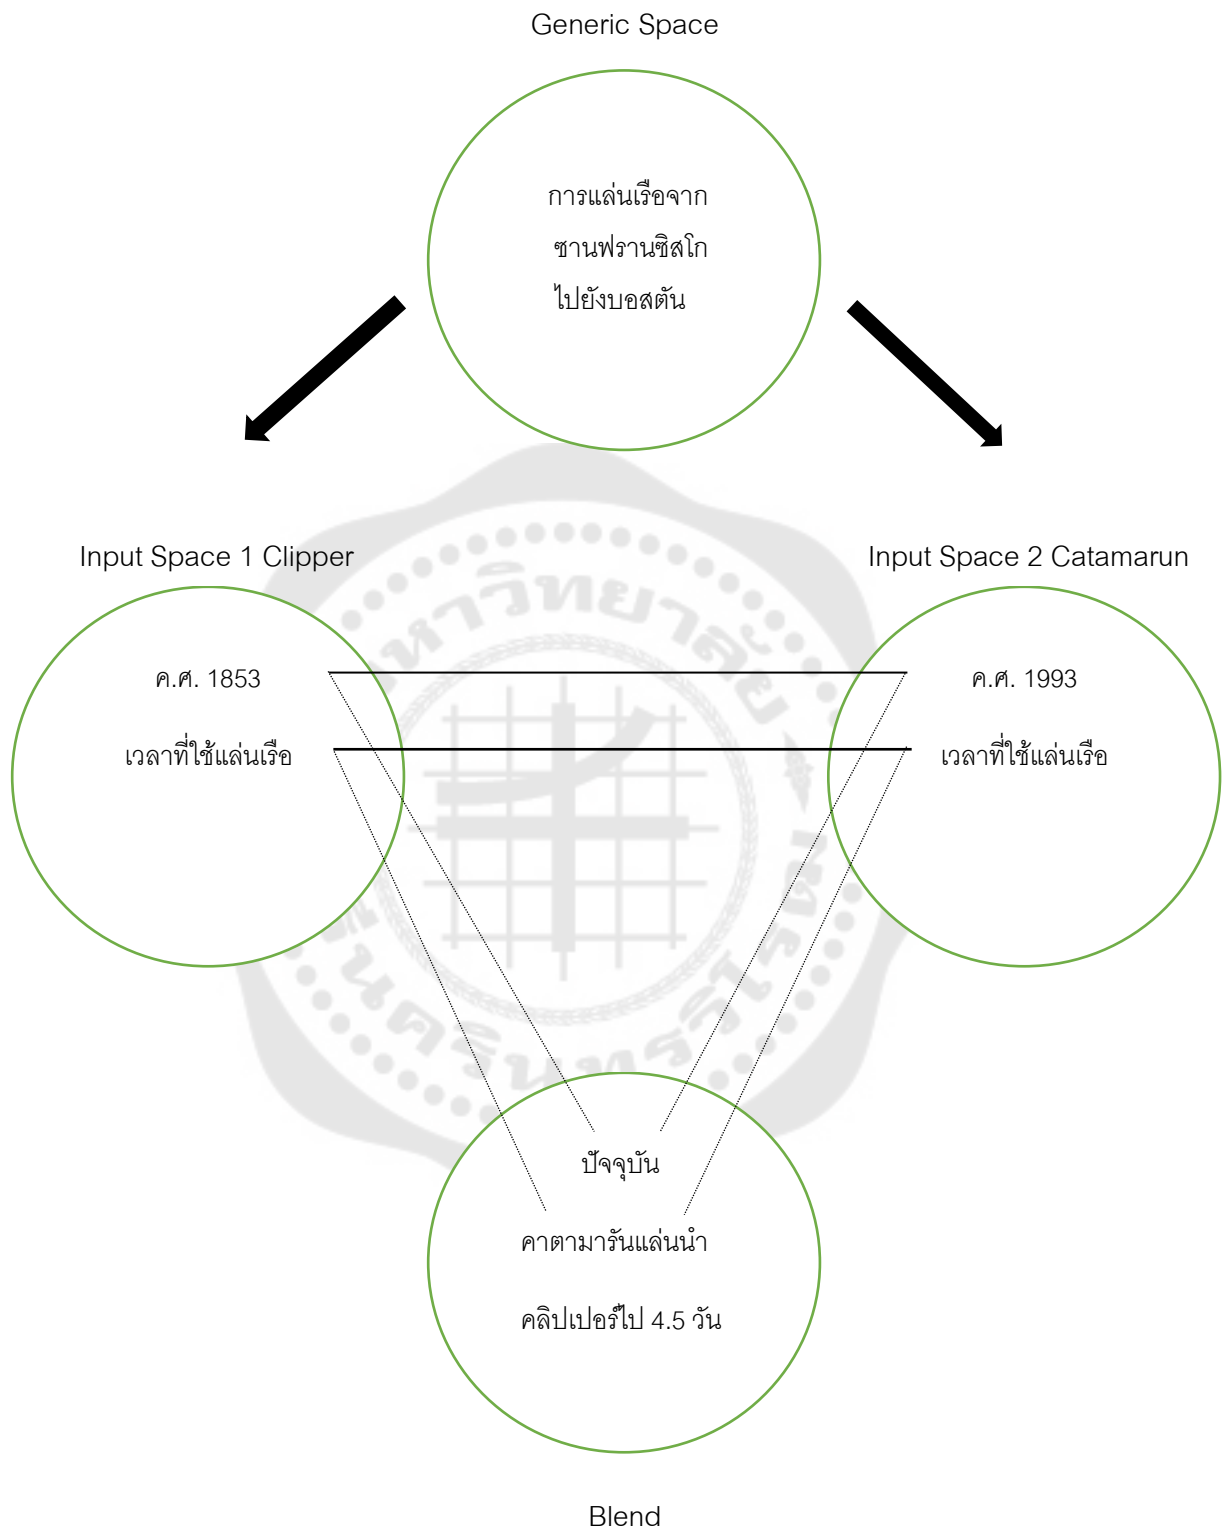 Generic Space
การแล่นเรือจาก
ซานฟรานซิสโก
ไปยังบอสตัน
Input Space 1 Clipper
Input Space 2 Catamarun
ค.ศ. 1853
ค.ศ. 1993
เวลาที่ใช้แล่นเรือ
เวลาที่ใช้แล่นเรือ
ปัจจุบัน
คาตามารันแล่นนำ
คลิปเปอร์ไป 4.5 วัน
Blend